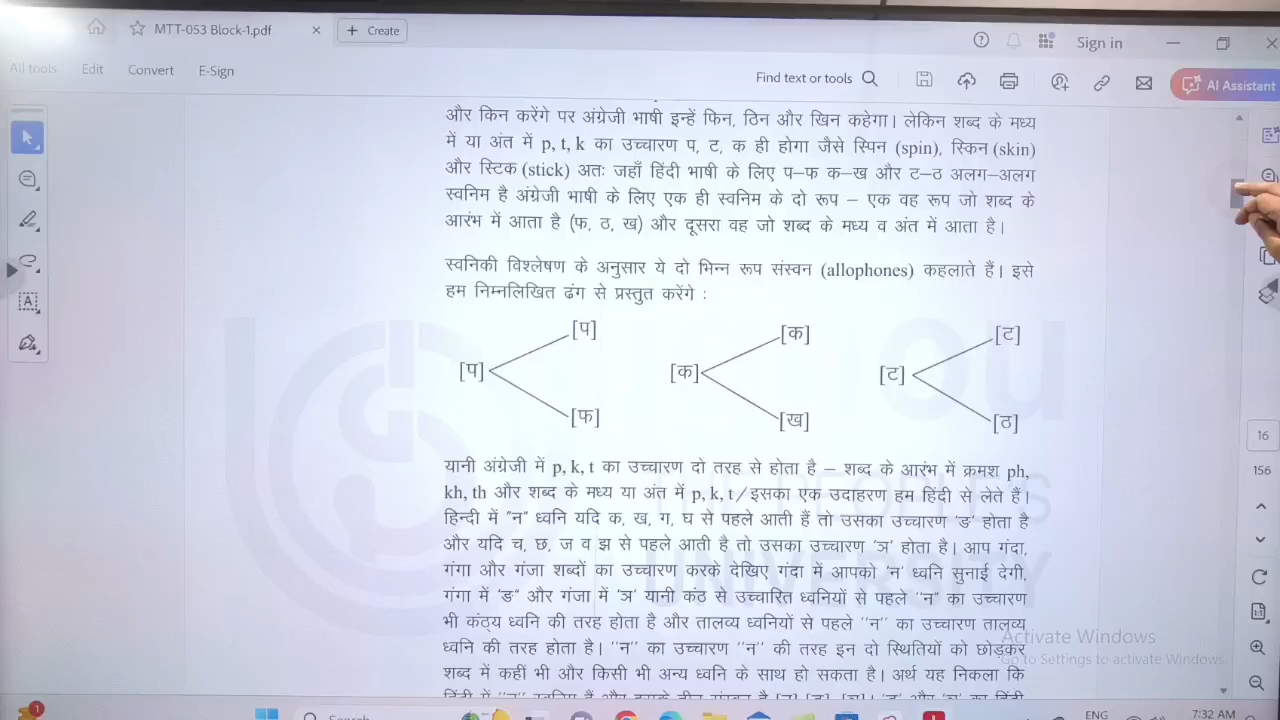 MTT-053 Block-1.pdf
Create
Sign in
All tools
Edit
Convert
E-Sign
Find text or tools
AI Assistant
और किन करेंगे पर अंग्रेजी भाषी इन्हें फिन, ठिन और खिन कहेगा। लेकिन शब्द के मध्य
में या अंत में p, t, k का उच्चारण प, ट, क ही होगा जैसे स्पिन (spin), स्किन (skin)
और स्टिक (stick) अतः जहाँ हिंदी भाषी के लिए प–फ क–ख और ट–ठ अलग–अलग
स्वनिम है अंग्रेजी भाषी के लिए एक ही स्वनिम के दो रूप – एक वह रूप जो शब्द के
आरंभ में आता है (फ, ठ, ख) और दूसरा वह जो शब्द के मध्य व अंत में आता है।
स्वनिकी विश्लेषण के अनुसार ये दो भिन्न रूप संस्वन (allophones) कहलाते हैं। इसे
हम निम्नलिखित ढंग से प्रस्तुत करेंगे :
[प] [क] [ट]
[प] [क] [ट]
[फ] [ख] [ठ]
यानी अंग्रेजी में p, k, t का उच्चारण दो तरह से होता है – शब्द के आरंभ में क्रमश ph,
kh, th और शब्द के मध्य या अंत में p, k, t/इसका एक उदाहरण हम हिंदी से लेते हैं।
हिन्दी में "न" ध्वनि यदि क, ख, ग, घ से पहले आती हैं तो उसका उच्चारण 'ङ' होता है
और यदि च, छ, ज व झ से पहले आती है तो उसका उच्चारण 'ञ' होता है। आप गंदा,
गंगा और गंजा शब्दों का उच्चारण करके देखिए गंदा में आपको 'न' ध्वनि सुनाई देगी,
गंगा में 'ङ" और गंजा में 'ञ' यानी कंठ से उच्चारित ध्वनियों से पहले "न" का उच्चारण
भी कंठ्य ध्वनि की तरह होता है और तालव्य ध्वनियों से पहले "न" का उच्चारण तालव्य
ध्वनि की तरह होता है। "न" का उच्चारण "न" की तरह इन दो स्थितियों को छोड़कर
शब्द में कहीं भी और किसी भी अन्य ध्वनि के साथ हो सकता है। अर्थ यह निकला कि
16
156
THE PEOPLE'S
UNIVERSITY
Activate Windows
Go to Settings to activate Windows.
Search
ENG
7:32 AM